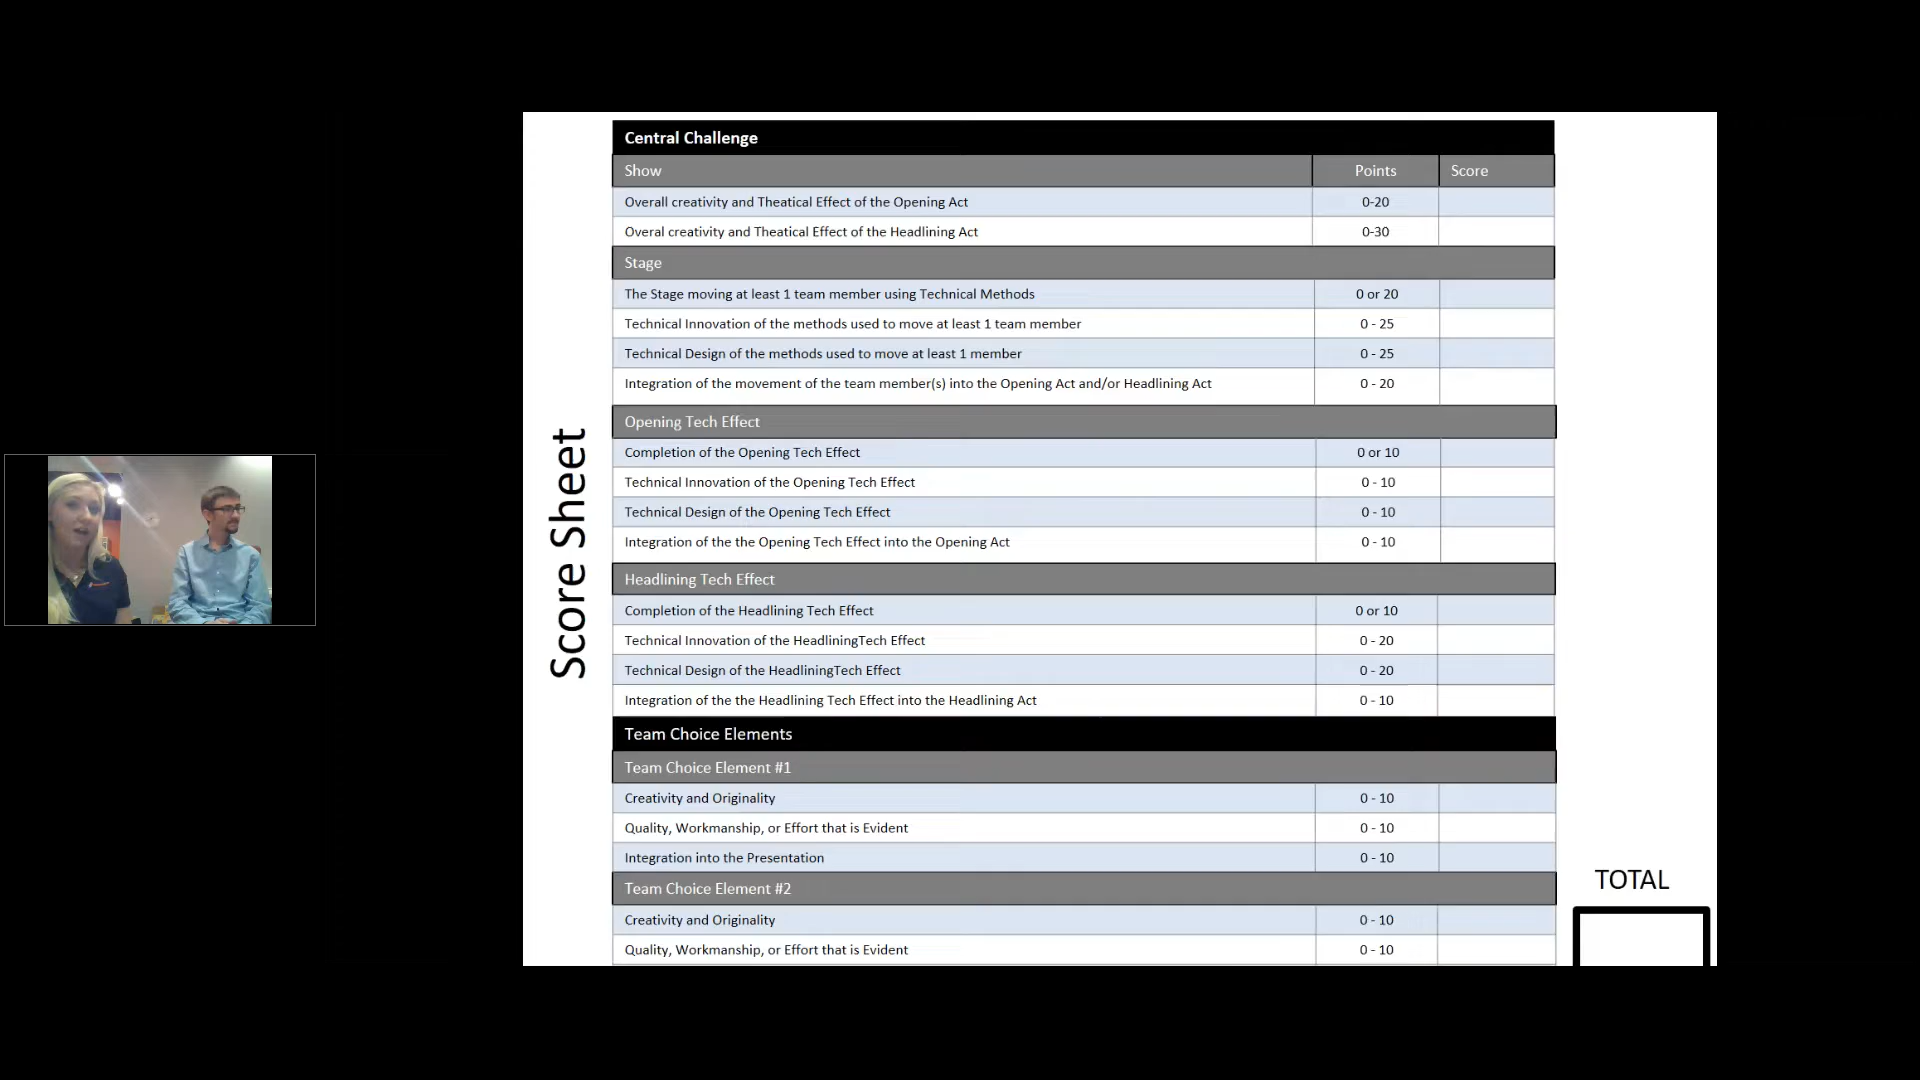 Score Sheet
Central Challenge
Show Points Score
Overall creativity and Theatical Effect of the Opening Act 0-20
Overal creativity and Theatical Effect of the Headlining Act 0-30
Stage
The Stage moving at least 1 team member using Technical Methods 0 or 20
Technical Innovation of the methods used to move at least 1 team member 0 - 25
Technical Design of the methods used to move at least 1 member 0 - 25
Integration of the movement of the team member(s) into the Opening Act and/or Headlining Act 0 - 20
Opening Tech Effect
Completion of the Opening Tech Effect 0 or 10
Technical Innovation of the Opening Tech Effect 0 - 10
Technical Design of the Opening Tech Effect 0 - 10
Integration of the the Opening Tech Effect into the Opening Act 0 - 10
Headlining Tech Effect
Completion of the Headlining Tech Effect 0 or 10
Technical Innovation of the HeadliningTech Effect 0 - 20
Technical Design of the HeadliningTech Effect 0 - 20
Integration of the the Headlining Tech Effect into the Headlining Act 0 - 10
Team Choice Elements
Team Choice Element #1
Creativity and Originality 0 - 10
Quality, Workmanship, or Effort that is Evident 0 - 10
Integration into the Presentation 0 - 10
Team Choice Element #2
Creativity and Originality 0 - 10
Quality, Workmanship, or Effort that is Evident 0 - 10
TOTAL